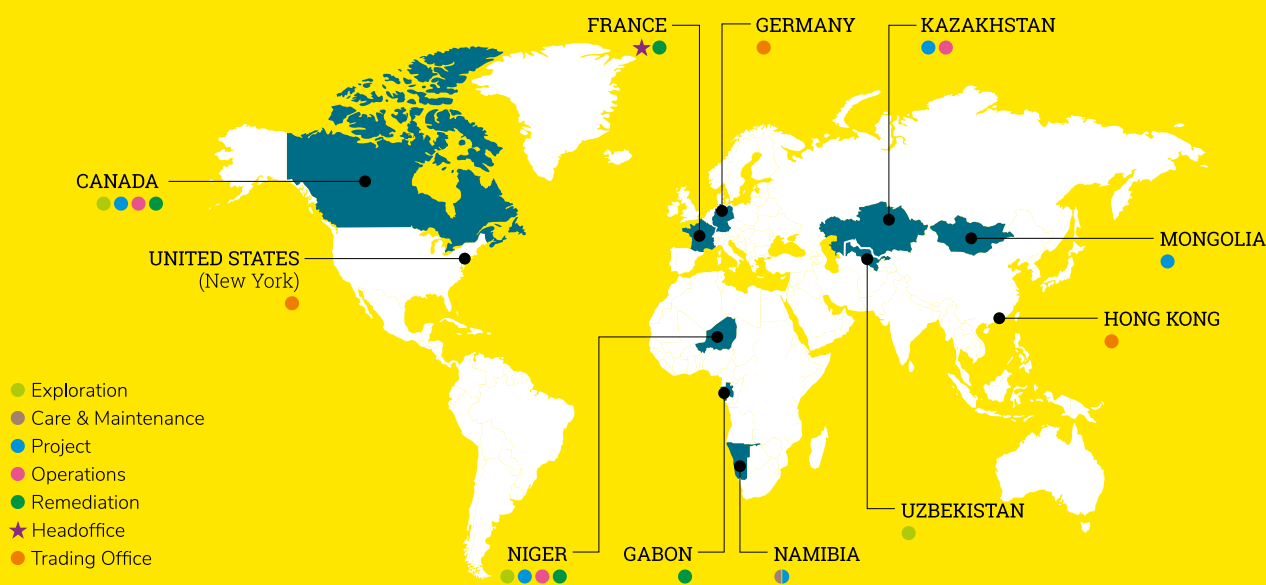 FRANCE
GERMANY
KAZAKHSTAN
CANADA
UNITED STATES
(New York)
MONGOLIA
HONG KONG
Exploration
Care & Maintenance
Project
Operations
Remediation
Headoffice
Trading Office
UZBEKISTAN
NIGER
GABON
NAMIBIA